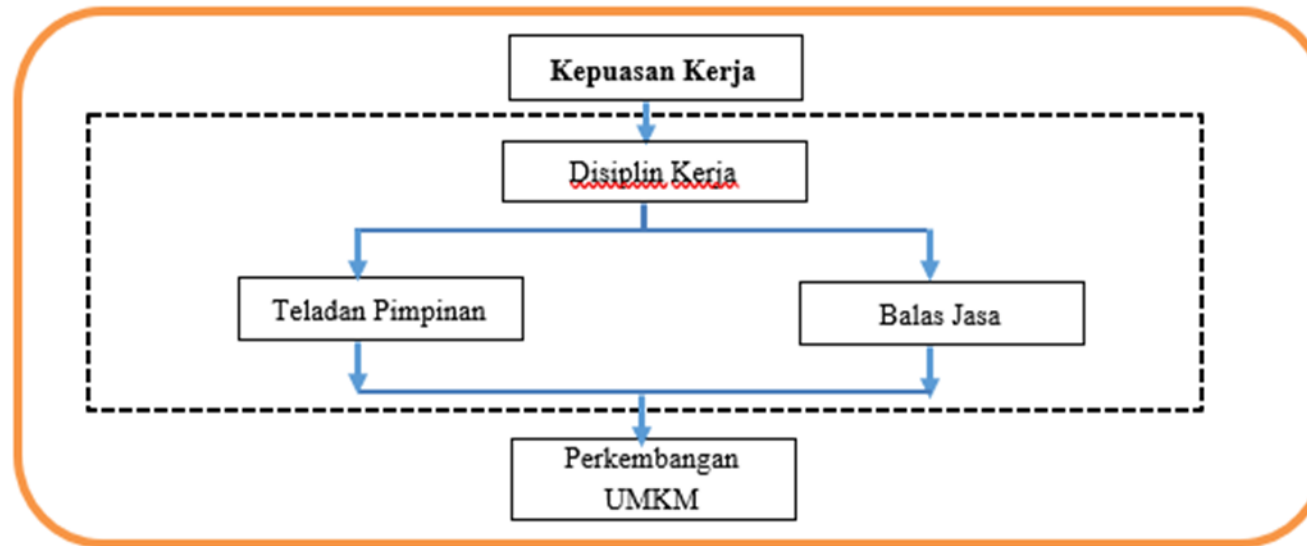 Kepuasan Kerja
Disiplin Kerja
Teladan Pimpinan
Balas Jasa
Perkembangan
UMKM